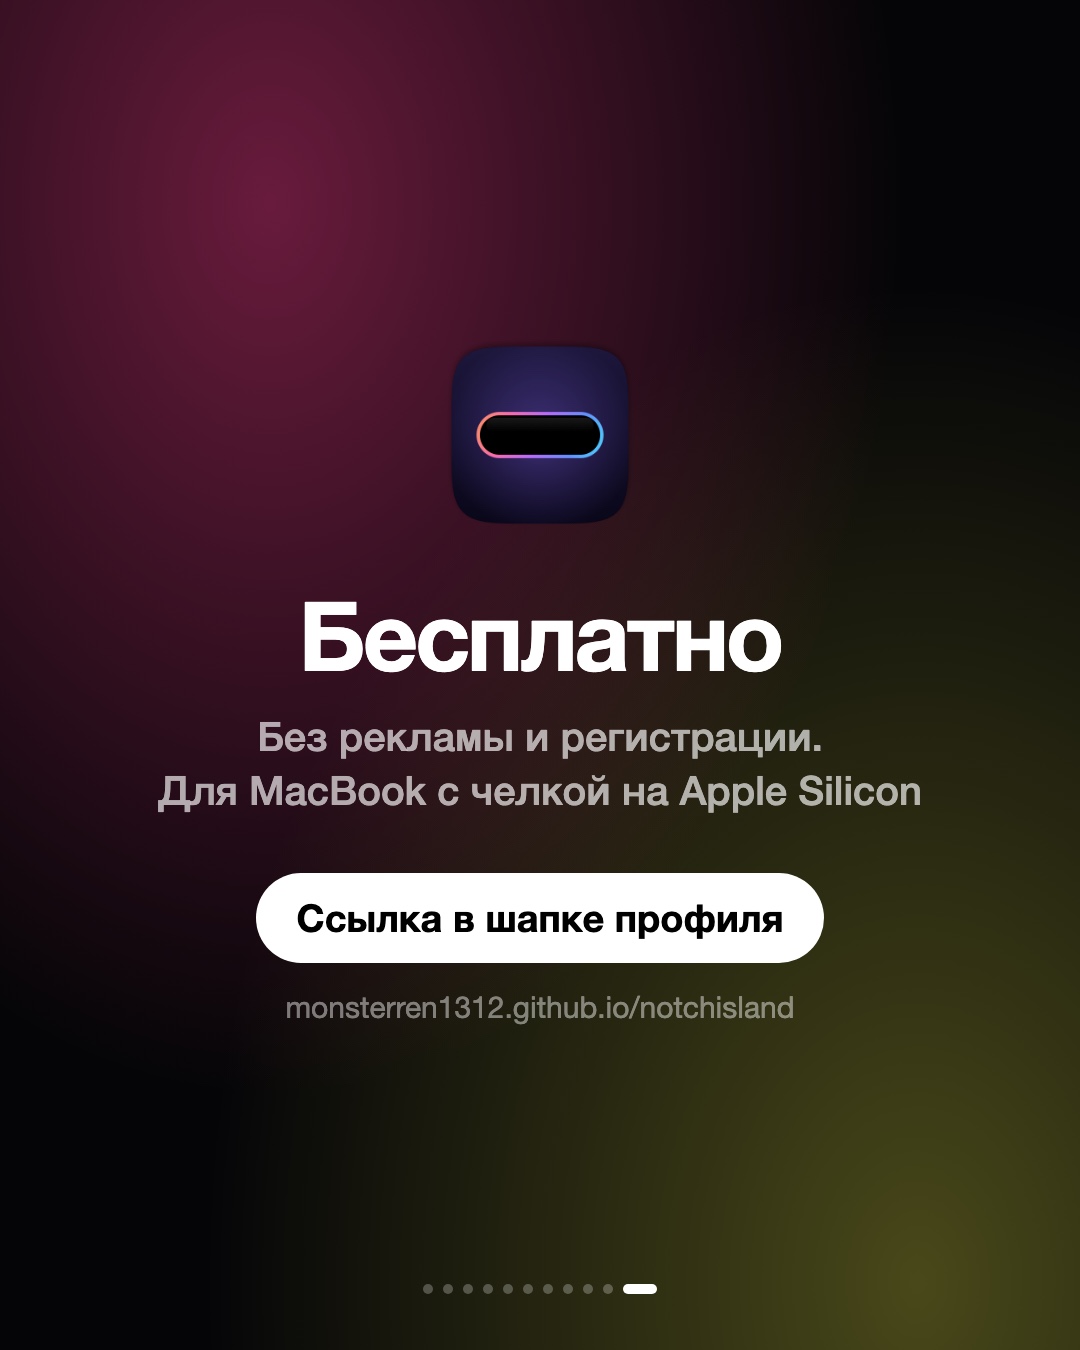 Бесплатно
Без рекламы и регистрации.
Для MacBook с челкой на Apple Silicon
Ссылка в шапке профиля
monsterren1312.github.io/notchisland